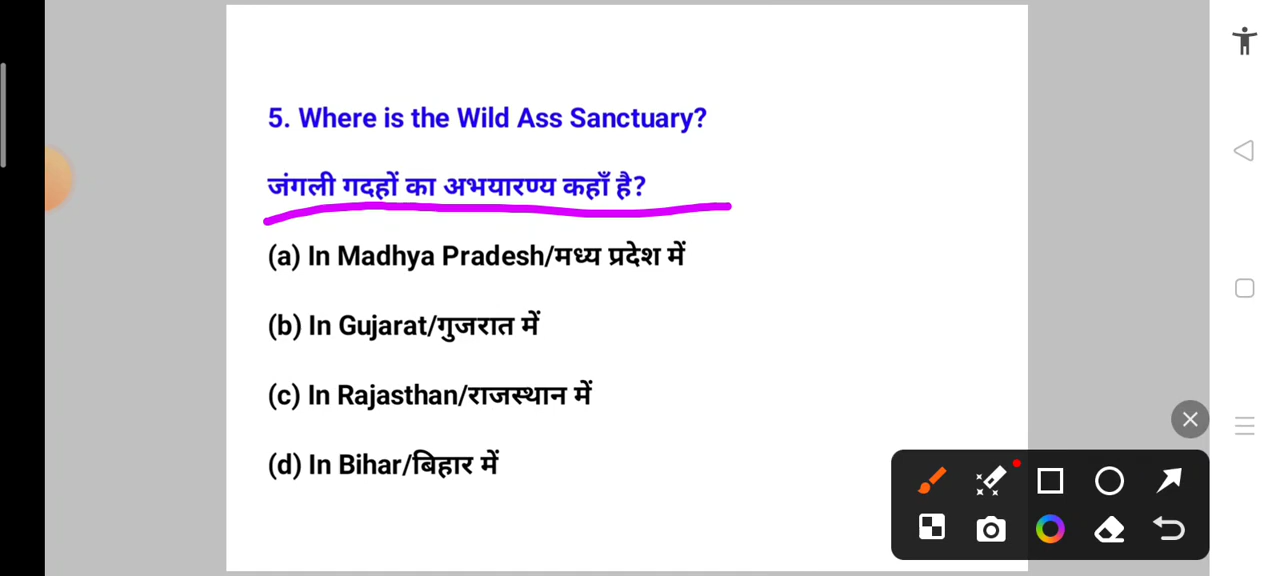 5. Where is the Wild Ass Sanctuary?
जंगली गदहों का अभयारण्य कहाँ है?
(a) In Madhya Pradesh/मध्य प्रदेश में
(b) In Gujarat/गुजरात में
(c) In Rajasthan/राजस्थान में
(d) In Bihar/बिहार में